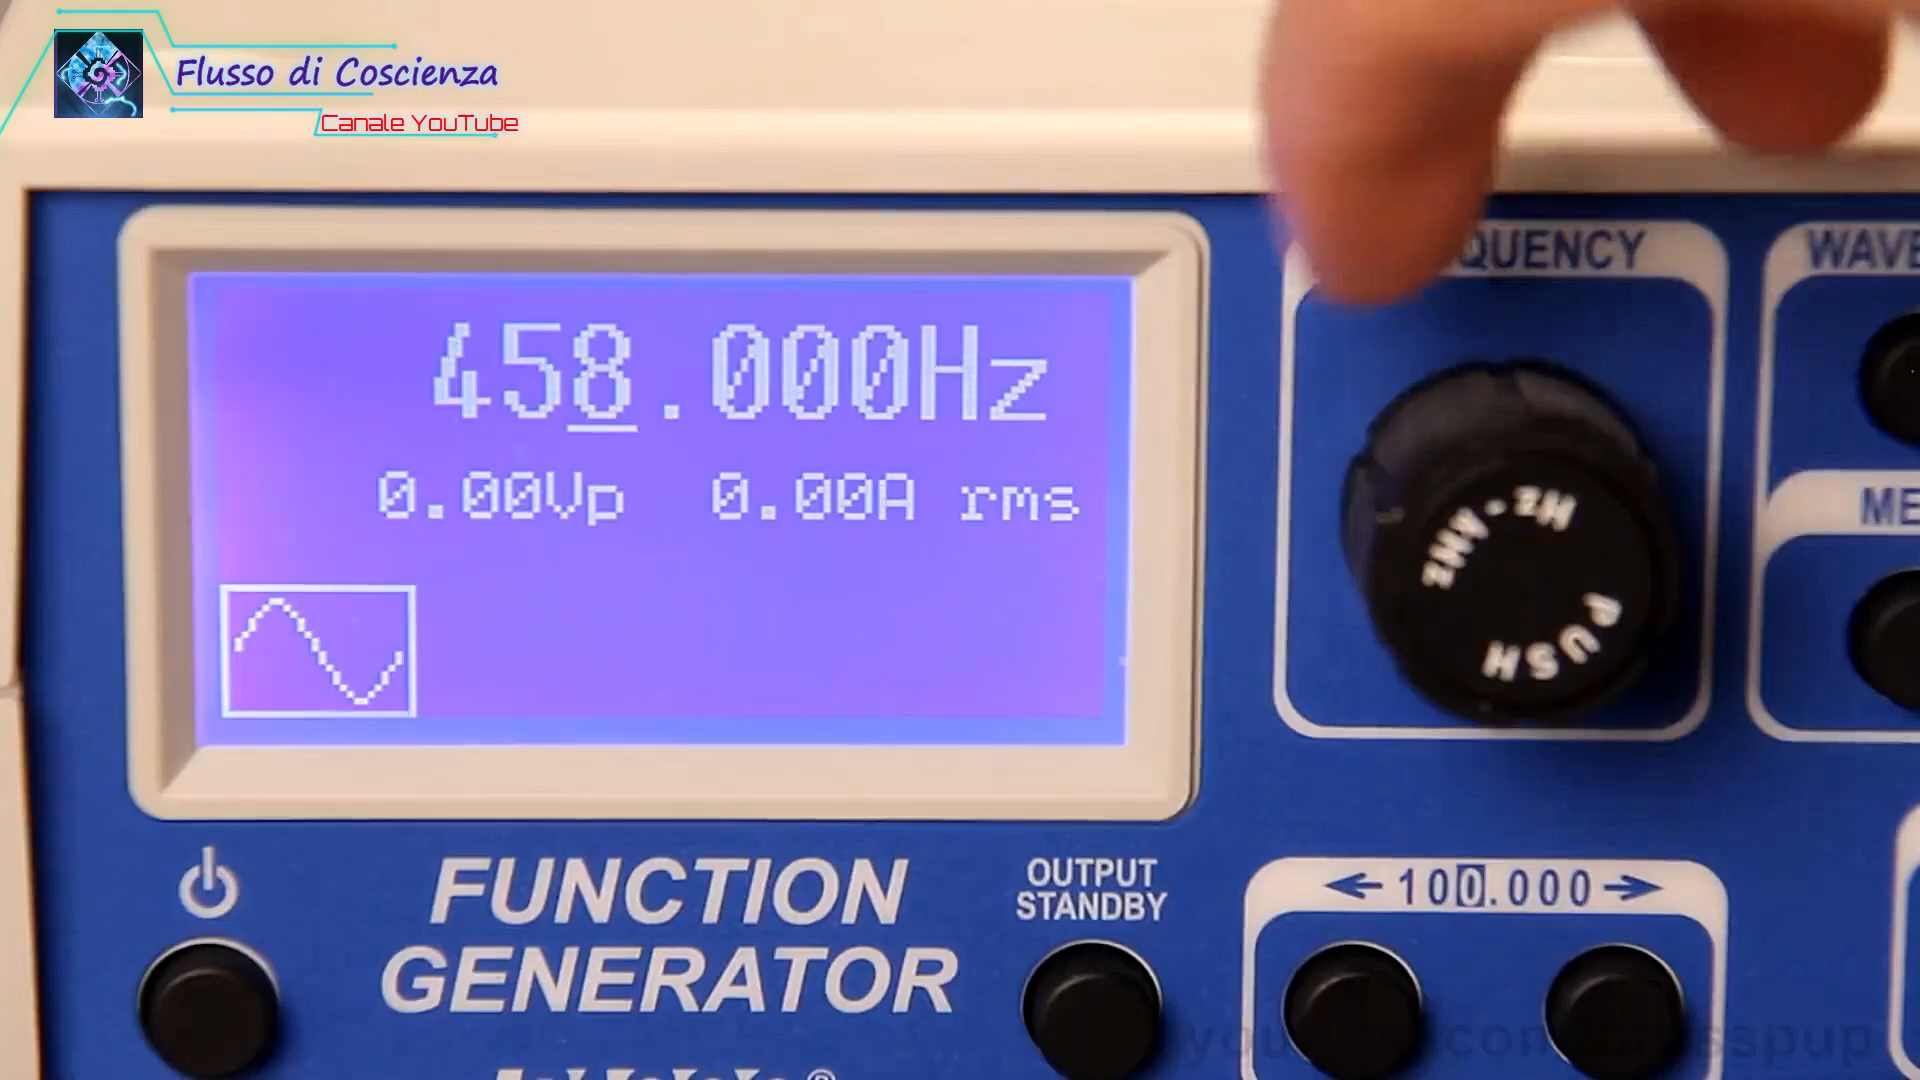 Flusso di Coscienza
Canale YouTube
QUENCY
WAVE
458.000Hz
0.00Vp 0.00A rms
Hz-AMP
PUSH
ME
FUNCTION
GENERATOR
OUTPUT
STANDBY
← 100.000 →